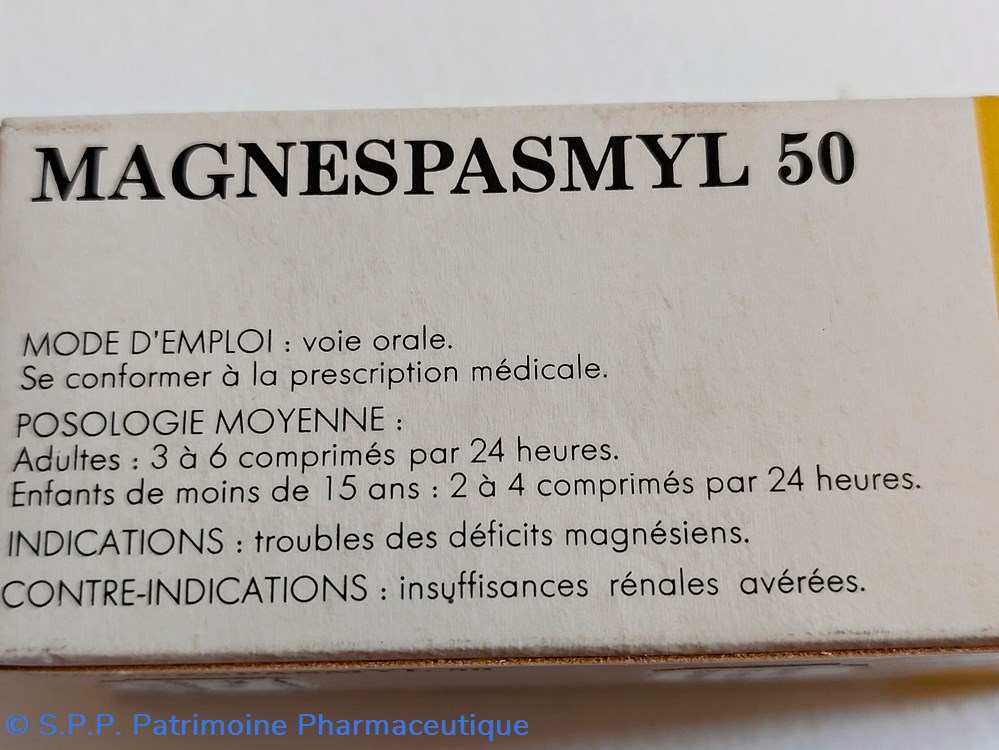 MAGNESPASMYL 50
MODE D'EMPLOI : voie orale.
Se conformer à la prescription médicale.
POSOLOGIE MOYENNE :
Adultes : 3 à 6 comprimés par 24 heures.
Enfants de moins de 15 ans : 2 à 4 comprimés par 24 heures.
INDICATIONS : troubles des déficits magnésiens.
CONTRE-INDICATIONS : insuffisances rénales avérées.
© S.P.P. Patrimoine Pharmaceutique